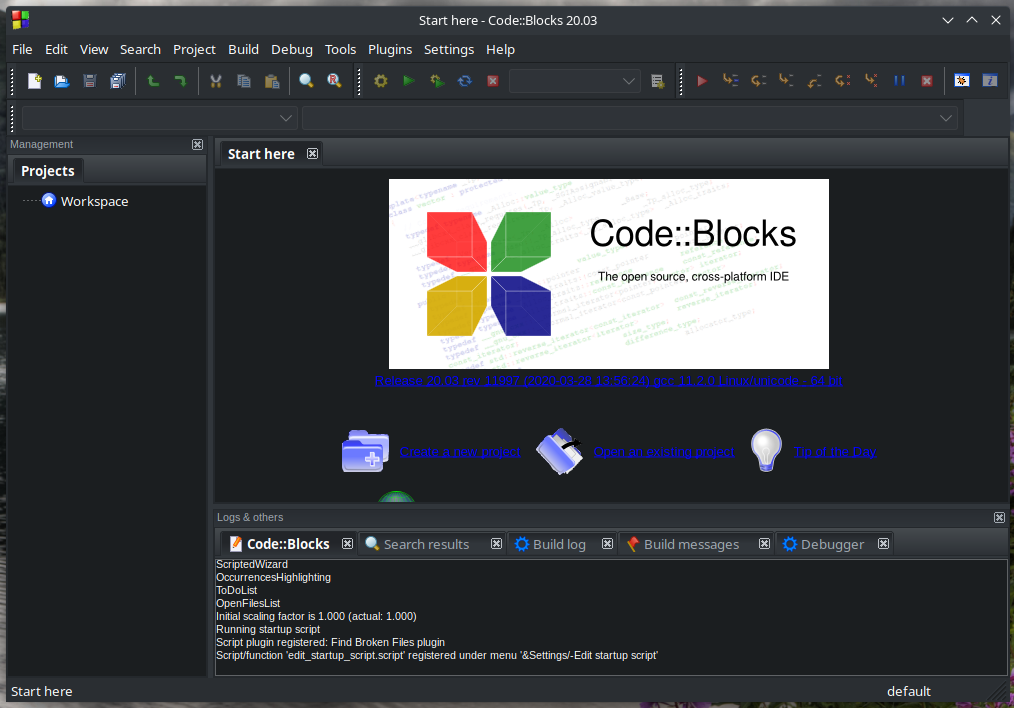 Start here - Code::Blocks 20.03
File Edit View Search Project Build Debug Tools Plugins Settings Help
Management
Projects
Workspace
Start here
Code::Blocks
The open source, cross-platform IDE
Release 20.03 rev 11997 (2020-03-28 13:06:24) gcc 11.2.0 Linux/unicode - 64 bit
Create a new project
Open an existing project
Tip of the Day
Logs & others
Code::Blocks
Search results
Build log
Build messages
Debugger
ScriptedWizard
OccurrencesHighlighting
ToDoList
OpenFilesList
Initial scaling factor is 1.000 (actual: 1.000)
Running startup script
Script plugin registered: Find Broken Files plugin
Script/function 'edit_startup_script.script' registered under menu '&Settings/-Edit startup script'
Start here
default